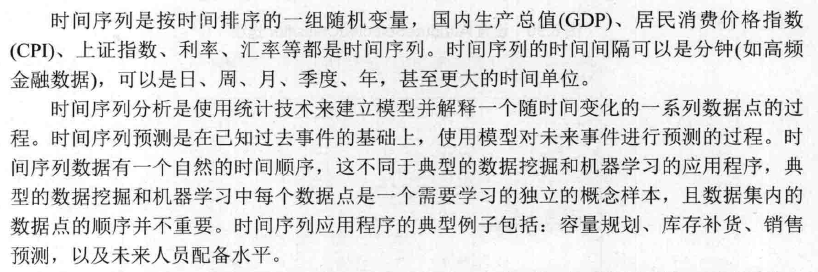 时间序列是按时间排序的一组随机变量，国内生产总值(GDP)、居民消费价格指数
(CPI)、上证指数、利率、汇率等都是时间序列。时间序列的时间间隔可以是分钟(如高频
金融数据)，可以是日、周、月、季度、年，甚至更大的时间单位。
时间序列分析是使用统计技术来建立模型并解释一个随时间变化的一系列数据点的过
程。时间序列预测是在已知过去事件的基础上，使用模型对未来事件进行预测的过程。时
间序列数据有一个自然的时间顺序，这不同于典型的数据挖掘和机器学习的应用程序，典
型的数据挖掘和机器学习中每个数据点是一个需要学习的独立的概念样本，且数据集内的
数据点的顺序并不重要。时间序列应用程序的典型例子包括：容量规划、库存补货、销售
预测，以及未来人员配备水平。